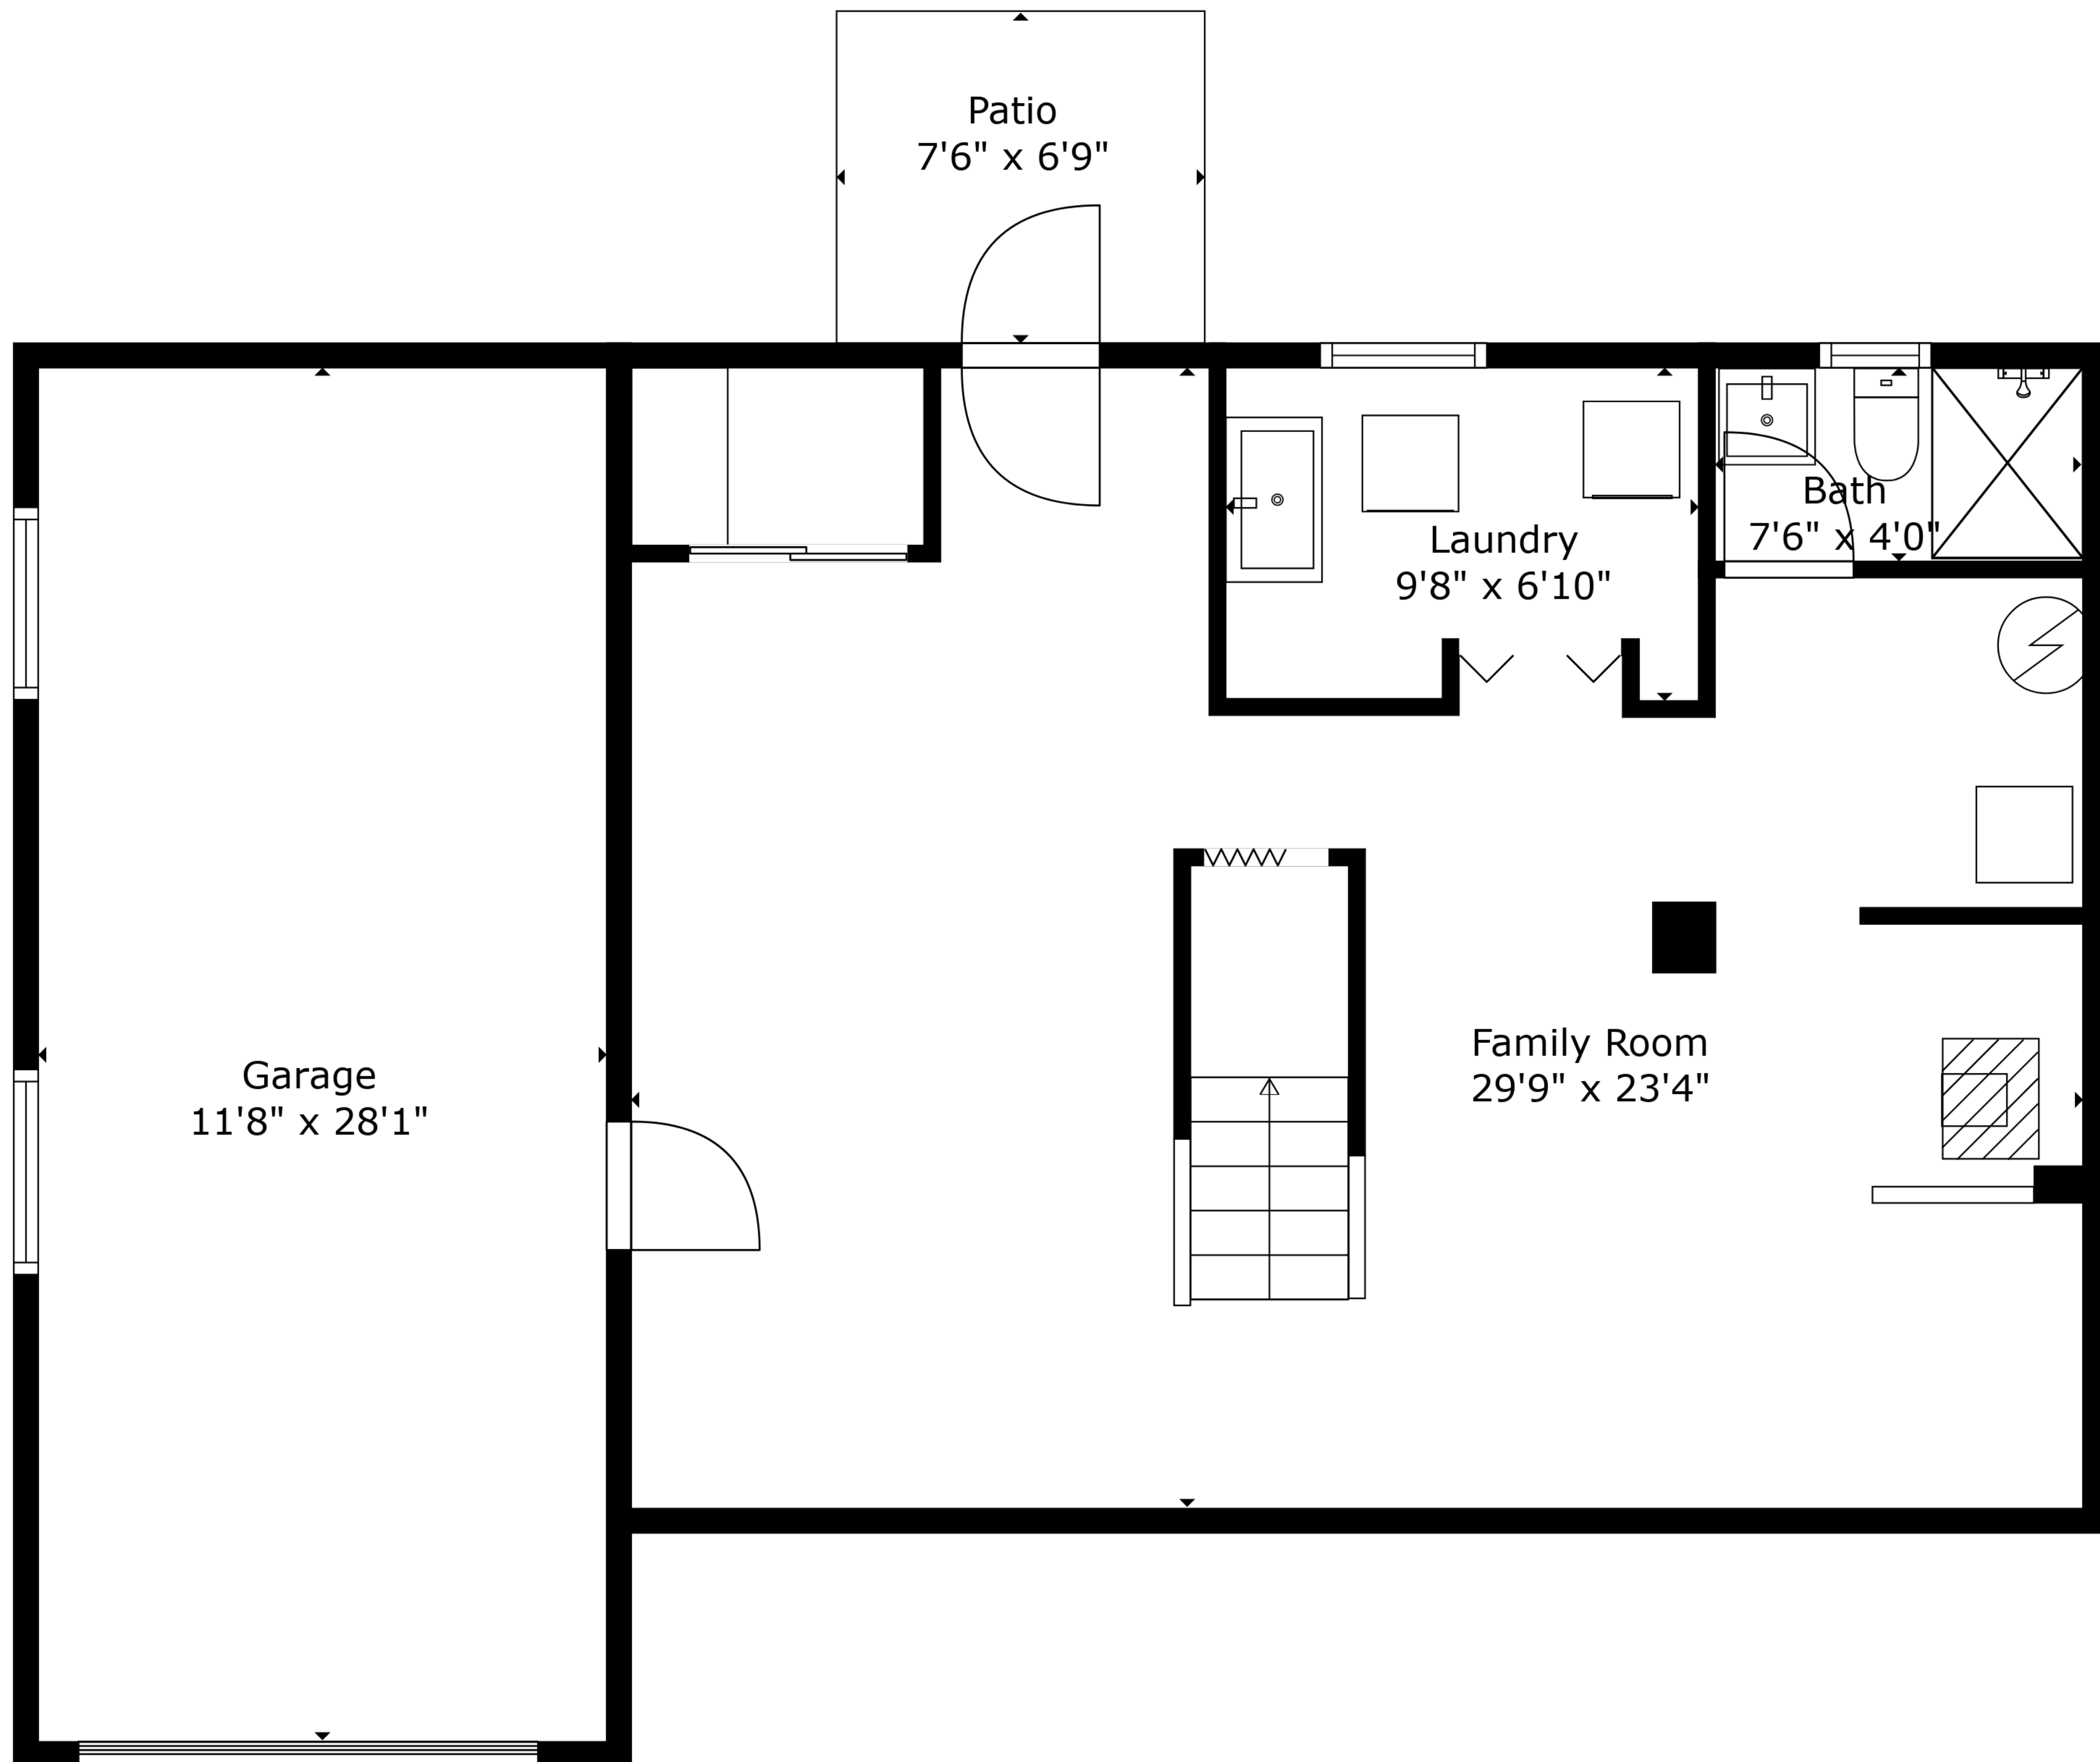 Patio
7'6" x 6'9"
Bath
7'6" x 4'0"
Laundry
9'8" x 6'10"
Family Room
29'9" x 23'4"
Garage
11'8" x 28'1"